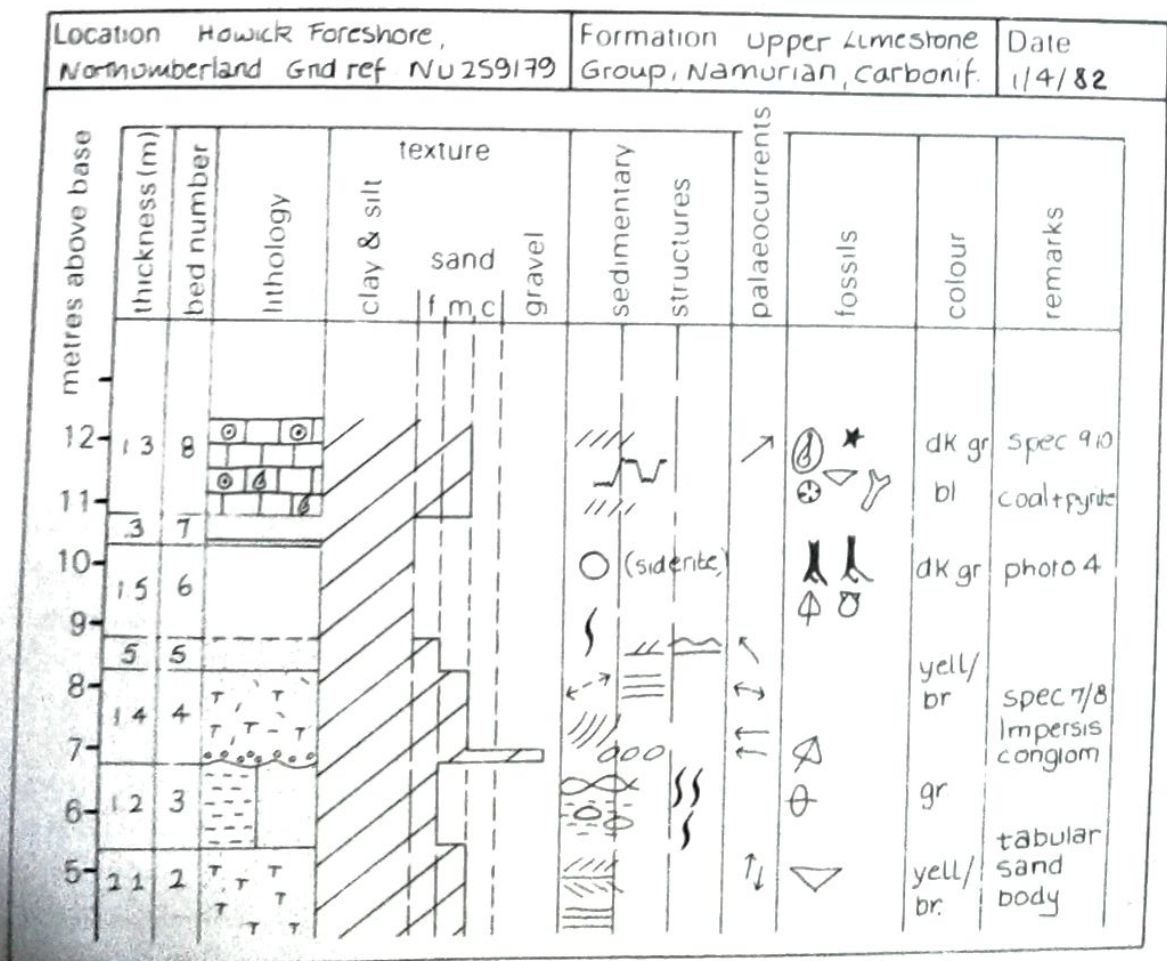 Location Howick Foreshore,
Northumberland Grid ref. NU259179
Formation Upper Limestone
Group, Namurian, Carbonif.
Date
1/4/82
metres above base
thickness (m)
bed number
lithology
texture
clay & silt
sand
f m c
gravel
sedimentary
structures
palaeocurrents
fossils
colour
remarks
12
1.3 8
dk gr spec 9,10
11
bl coal+pyrite
.3 7
10
(siderite)
dk gr photo 4
1.5 6
9
5 5
8
yell/
br
spec 7/8
1.4 4
Impersis
conglom
7
1.2 3
gr
6
tabular
sand
body
5
2.1 2
yell/
br.
T T T T T T
T T T T T T T T T